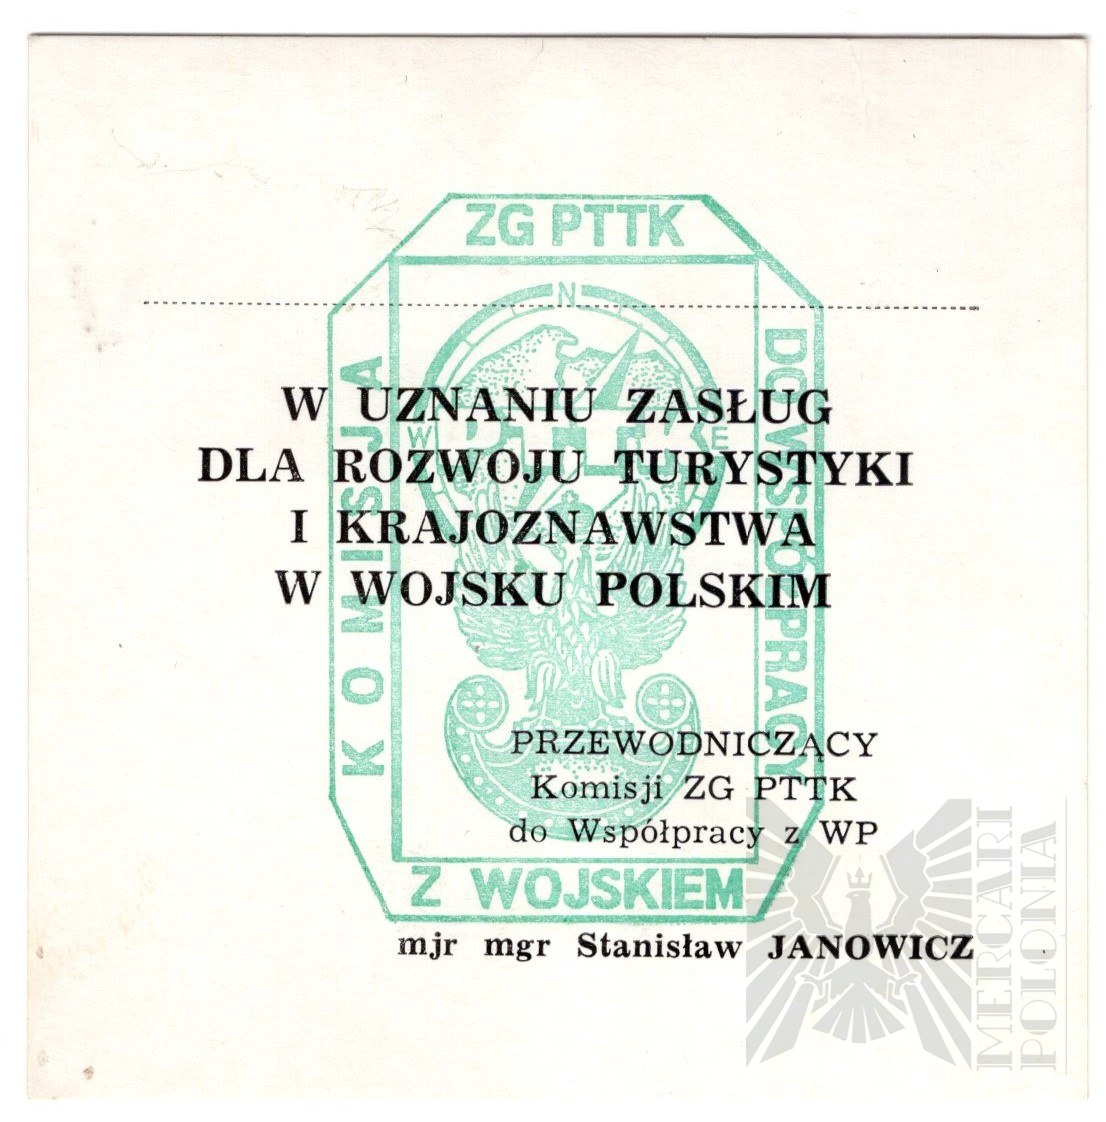 ZG PTTK
N
W
E
PTTK
KOMISJA
DO WSPÓŁPRACY
W UZNANIU ZASŁUG
DLA ROZWOJU TURYSTYKI
I KRAJOZNAWSTWA
W WOJSKU POLSKIM
PRZEWODNICZĄCY
Komisji ZG PTTK
do Współpracy z WP
Z WOJSKIEM
mjr mgr Stanisław JANOWICZ
MERCARI
POLONIA